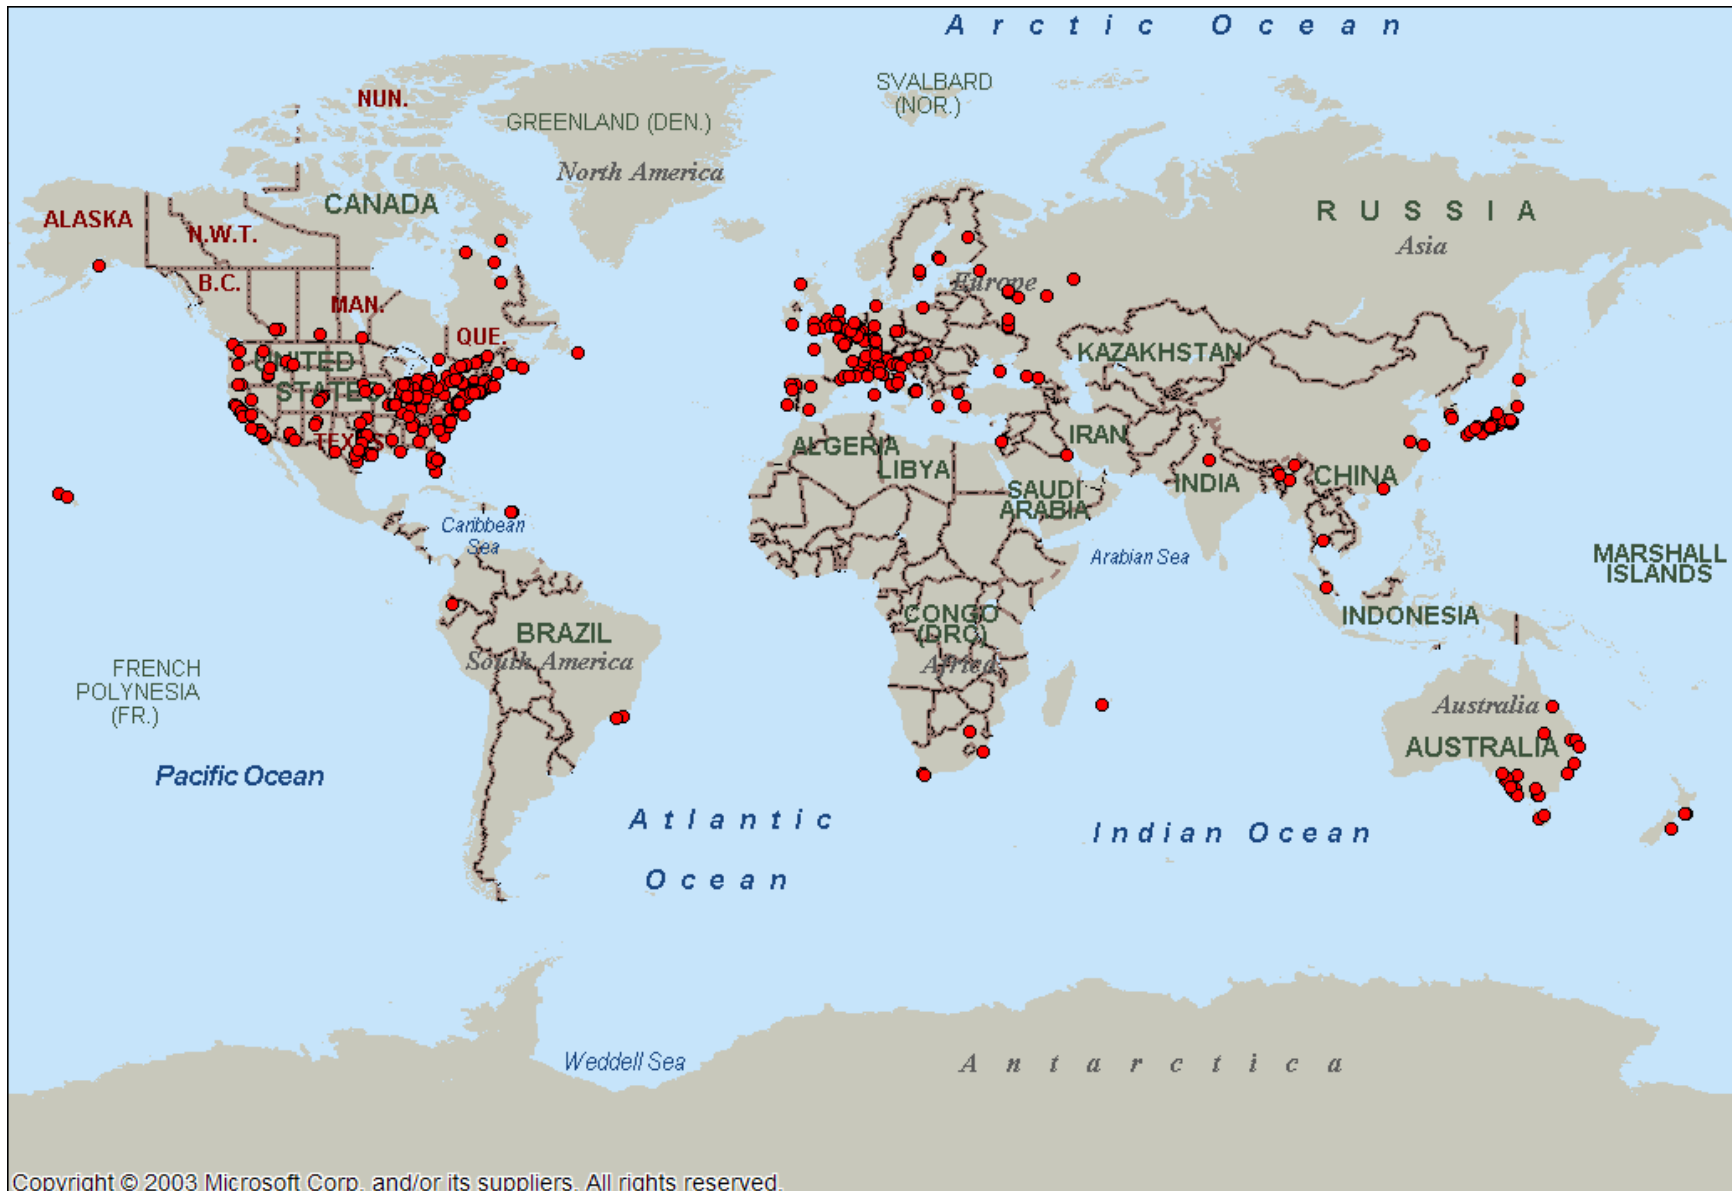 Arctic Ocean
SVALBARD
(NOR.)
NUN.
GREENLAND (DEN.)
North America
CANADA
ALASKA
N.W.T.
RUSSIA
Asia
B.C.
Europe
MAN.
QUE.
UNITED
STATES
KAZAKHSTAN
TEXAS
ALGERIA
IRAN
LIBYA
CHINA
INDIA
SAUDI
ARABIA
Caribbean
Sea
Arabian Sea
MARSHALL
ISLANDS
CONGO
(DRC)
INDONESIA
BRAZIL
South America
Africa
FRENCH
POLYNESIA
(FR.)
Australia
AUSTRALIA
Pacific Ocean
Atlantic
Ocean
Indian Ocean
Weddell Sea
Antarctica
Copyright © 2003 Microsoft Corp. and/or its suppliers. All rights reserved.